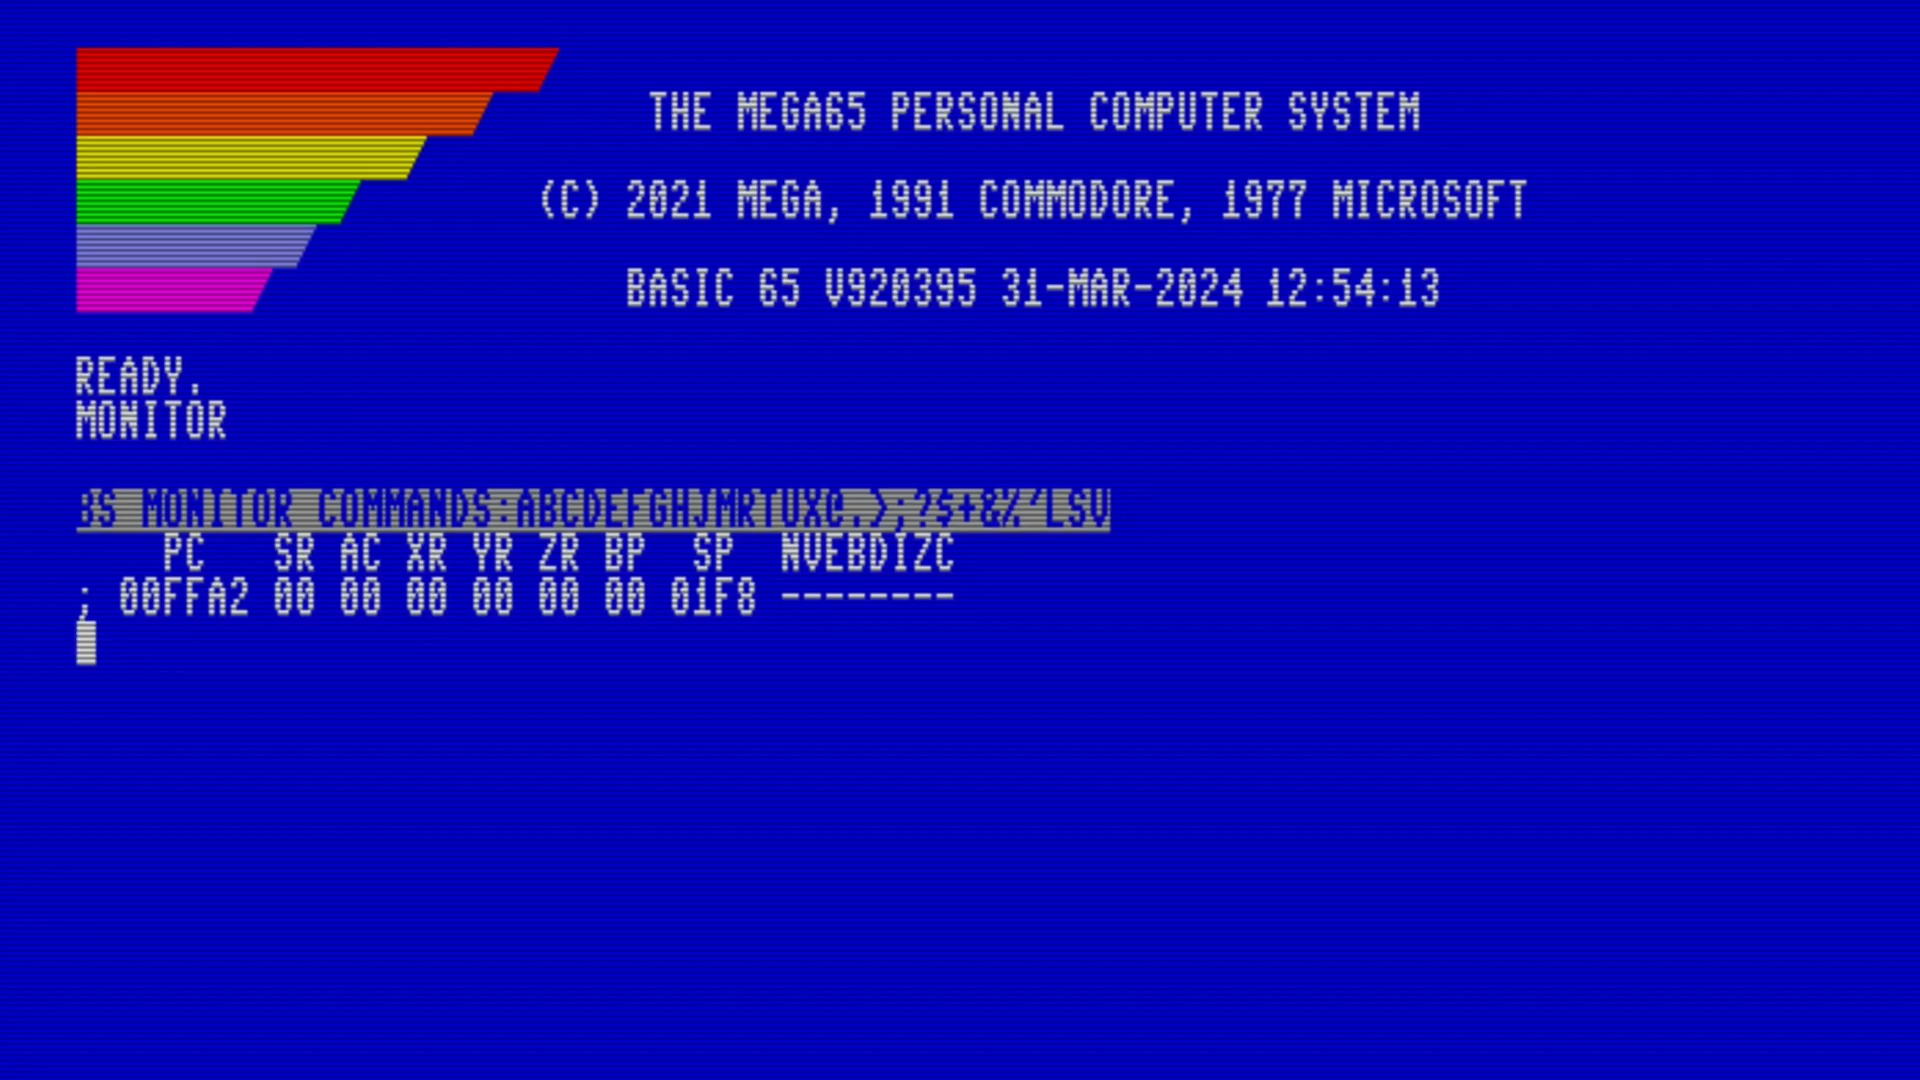 THE MEGA65 PERSONAL COMPUTER SYSTEM
(C) 2021 MEGA, 1991 COMMODORE, 1977 MICROSOFT
BASIC 65 V920395 31-MAR-2024 12:54:13
READY.
MONITOR
BS MONITOR COMMANDS:ABCDEFGHJMRTUXC.>;?$+&%'LSV
PC SR AC XR YR ZR BP SP NVEBDIZC
; 00FFA2 00 00 00 00 00 00 01F8 --------